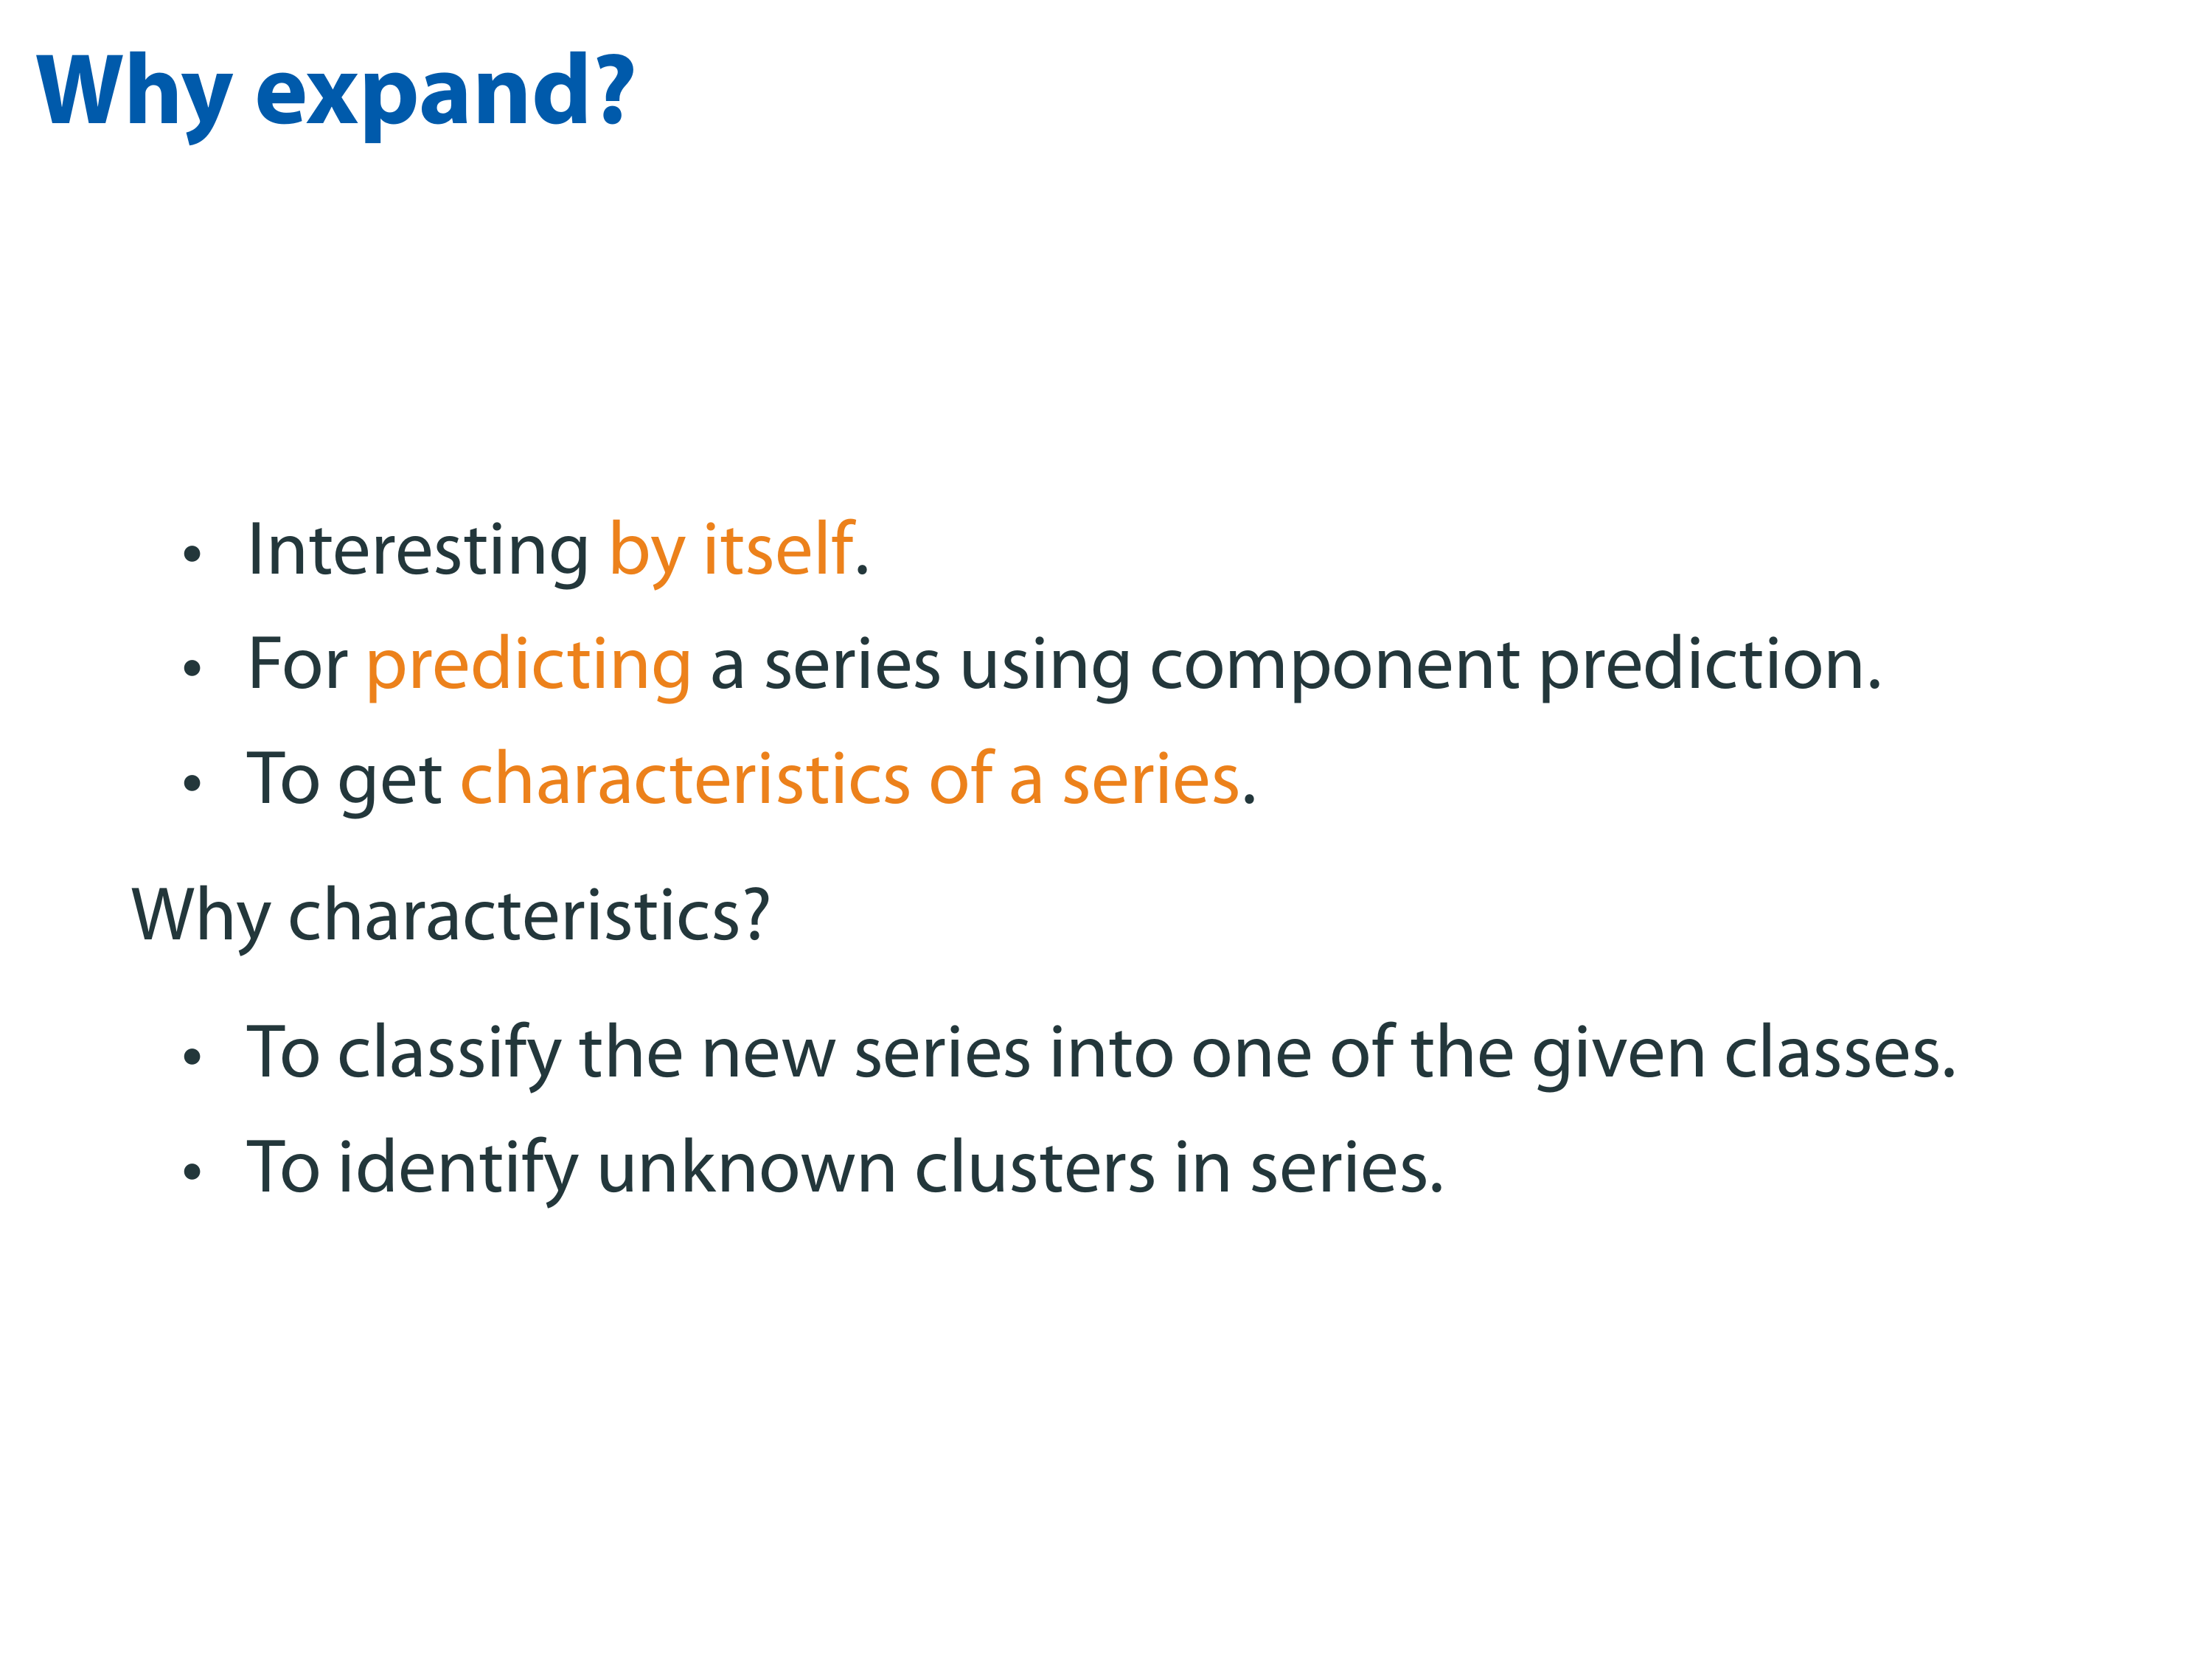 Why expand?
• Interesting by itself.
• For predicting a series using component prediction.
• To get characteristics of a series.
Why characteristics?
• To classify the new series into one of the given classes.
• To identify unknown clusters in series.